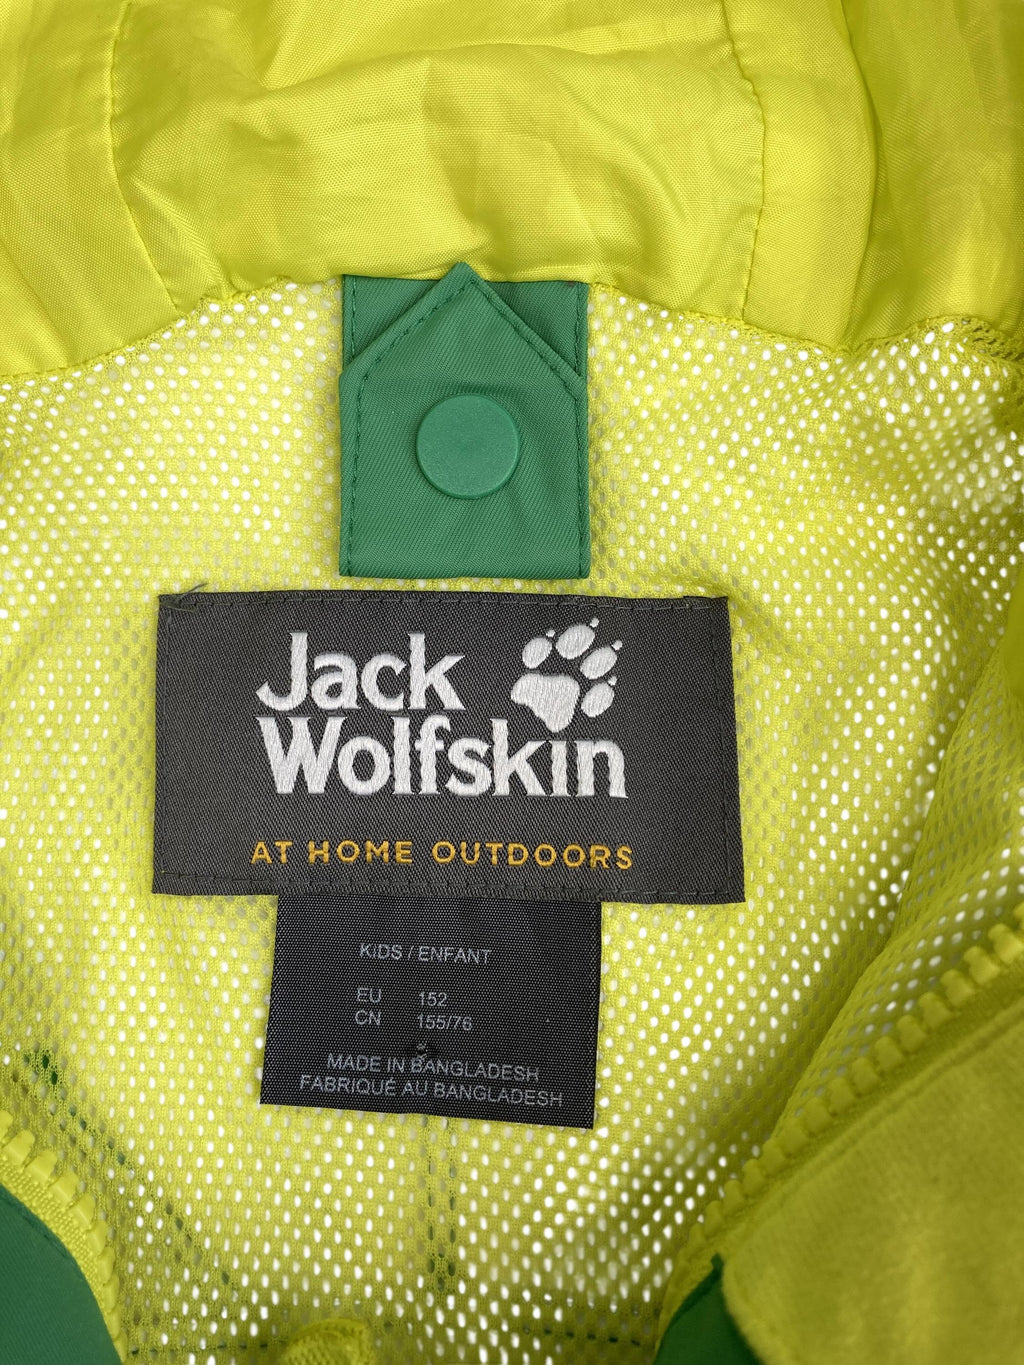 Jack
Wolfskin
AT HOME OUTDOORS
KIDS / ENFANT
EU 152
CN 155/76
MADE IN BANGLADESH
FABRIQUÉ AU BANGLADESH